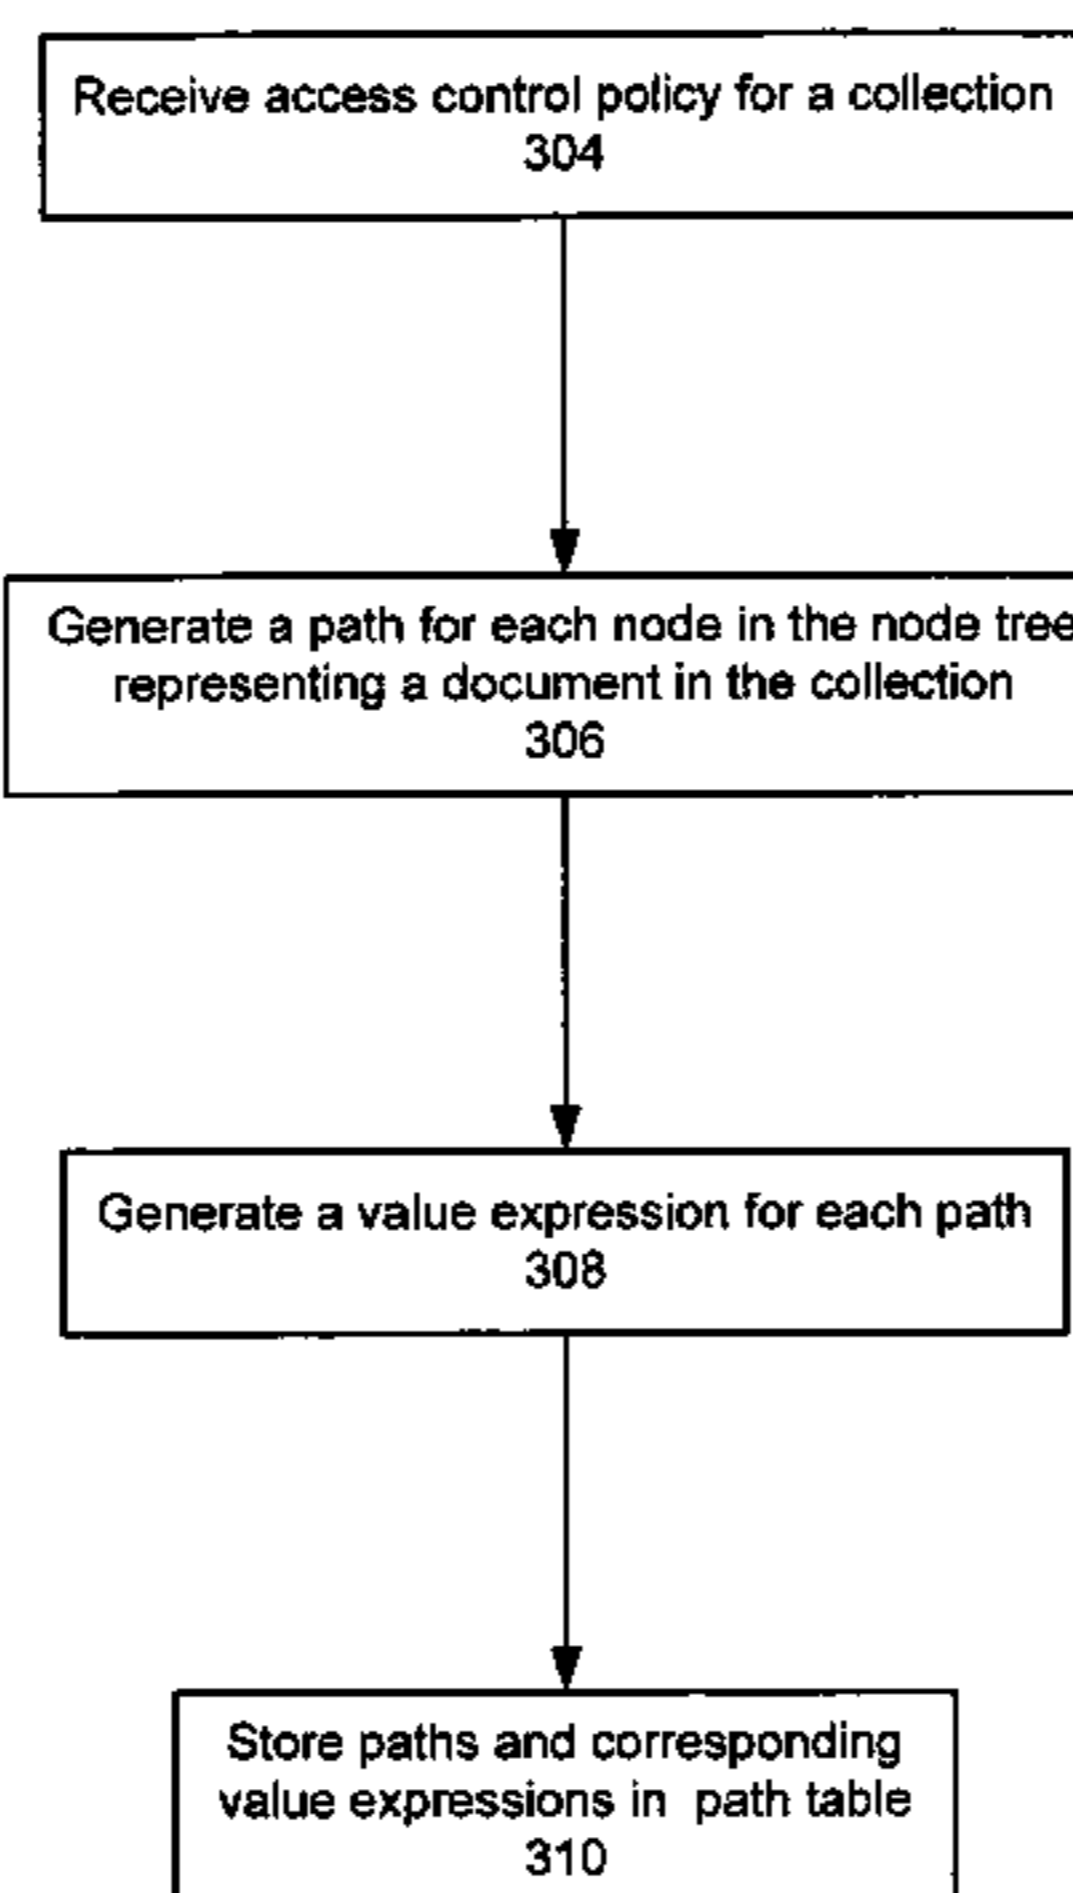 Receive access control policy for a collection
304
Generate a path for each node in the node tree
representing a document in the collection
306
Generate a value expression for each path
308
Store paths and corresponding
value expressions in path table
310